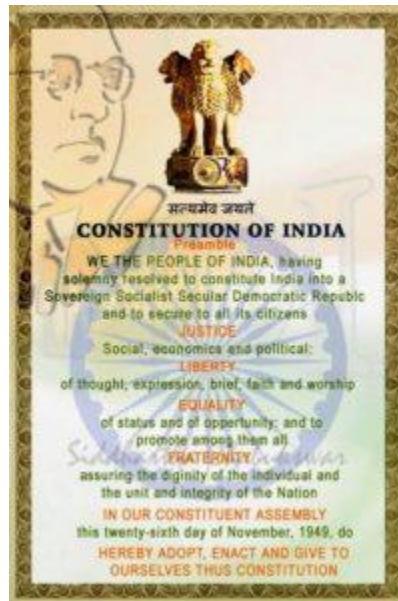 सत्यमेव जयते
CONSTITUTION OF INDIA
Preamble
WE THE PEOPLE OF INDIA, having
solemnly resolved to constitute India into a
Sovereign Socialist Secular Democratic Republc
and to secure to all its citizens
JUSTICE
Social, economics and political:
LIBERTY
of thought, expression, brief, faith and worship
EQUALITY
of status and of opportunity; and to
promote among them all
FRATERNITY
assuring the diginity of the individual and
the unit and integrity of the Nation
IN OUR CONSTITUENT ASSEMBLY
this twenty-sixth day of November, 1949, do
HEREBY ADOPT, ENACT AND GIVE TO
OURSELVES THUS CONSTITUTION